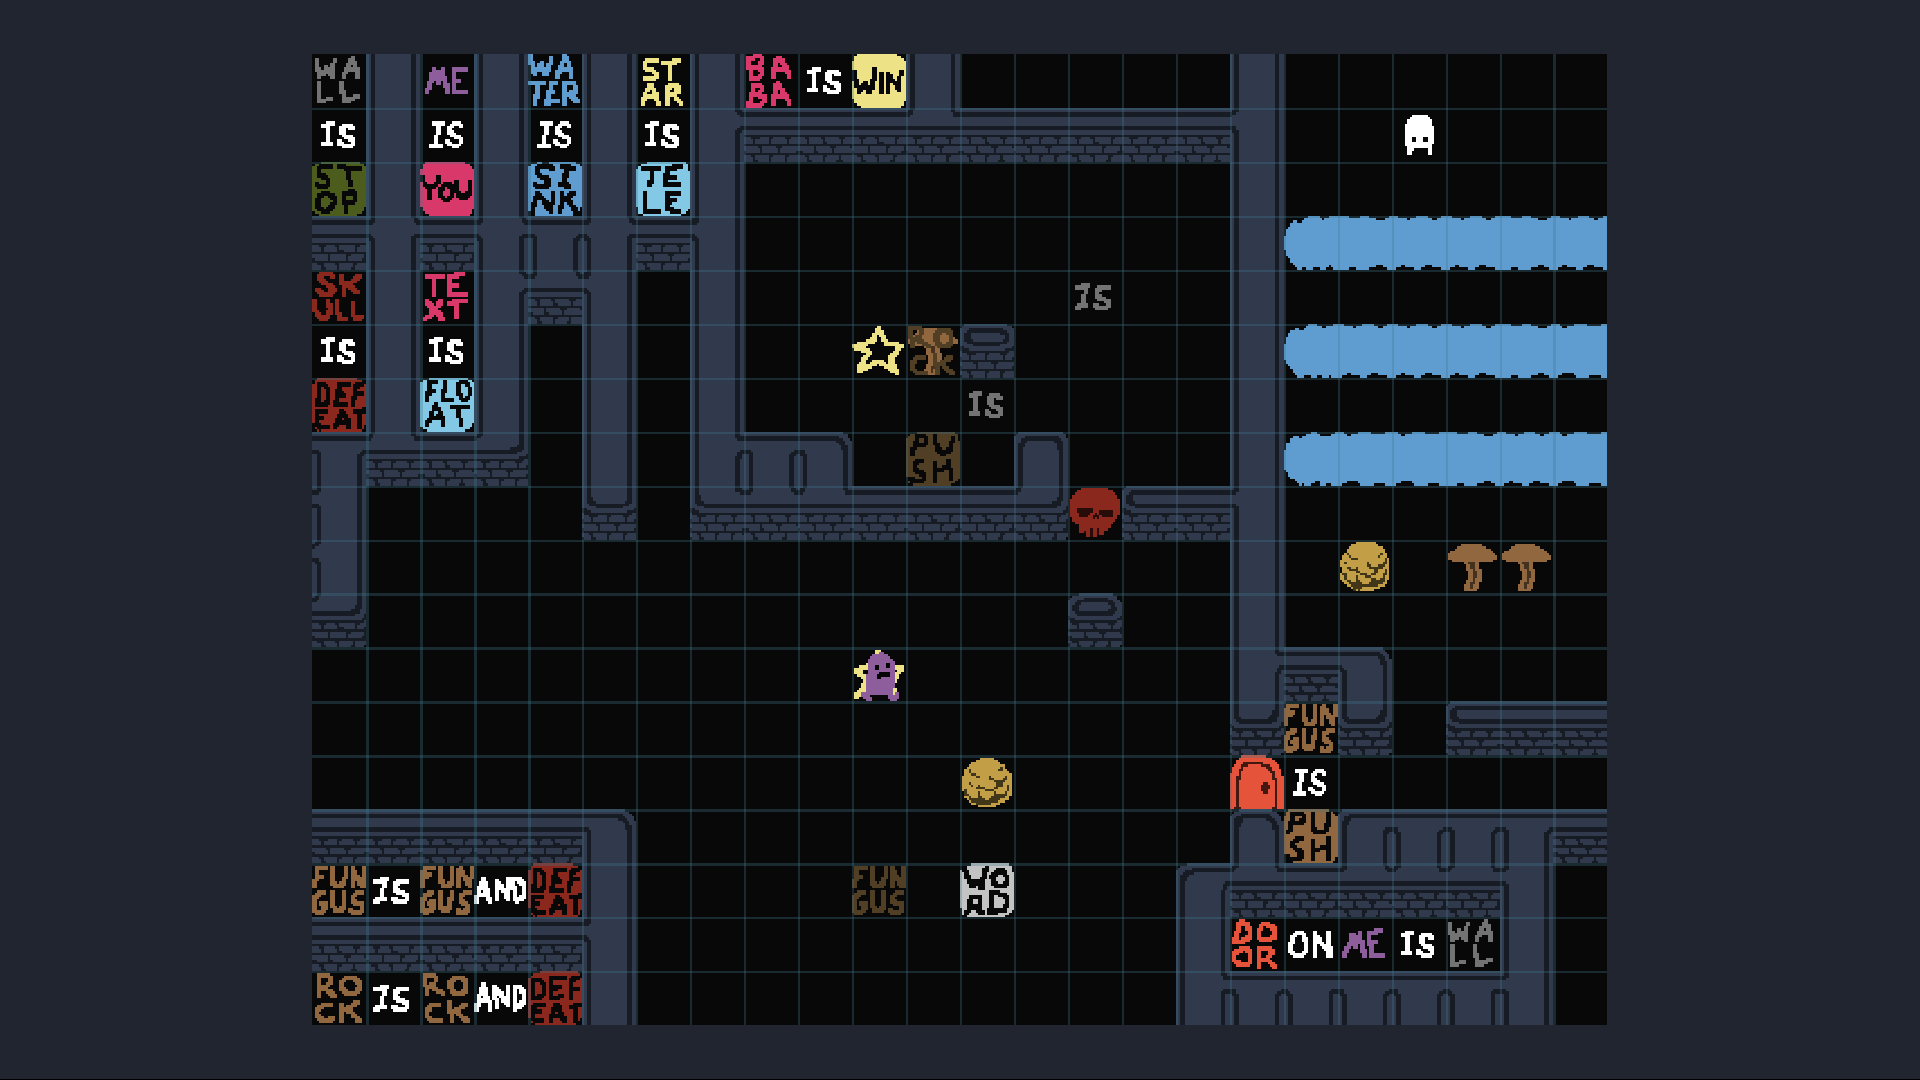 WALL ME WATER STAR BABA IS WIN
IS IS IS IS
STOP YOU SINK TELE
SKULL TEXT IS
IS IS ROCK
DEFEAT FLOAT IS
PUSH
FUNGUS
IS
PUSH
FUNGUS IS FUNGUS AND DEFEAT FUNGUS WORD
DOOR ON ME IS WALL
ROCK IS ROCK AND DEFEAT